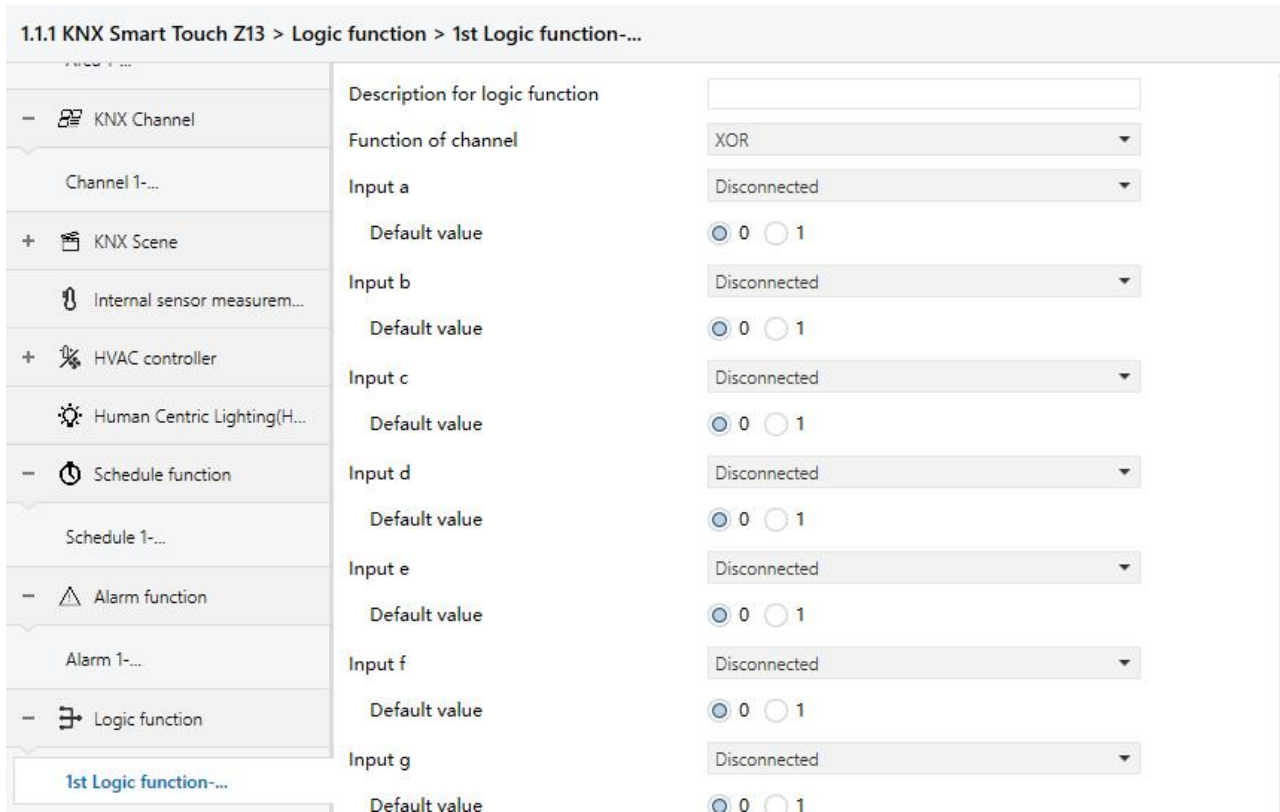 1.1.1 KNX Smart Touch Z13 > Logic function > 1st Logic function-...
KNX Channel
Channel 1-...
KNX Scene
Internal sensor measurem...
HVAC controller
Human Centric Lighting(H...
Schedule function
Schedule 1-...
Alarm function
Alarm 1-...
Logic function
1st Logic function-...
Description for logic function
Function of channel XOR
Input a Disconnected
Default value 0 1
Input b Disconnected
Default value 0 1
Input c Disconnected
Default value 0 1
Input d Disconnected
Default value 0 1
Input e Disconnected
Default value 0 1
Input f Disconnected
Default value 0 1
Input g Disconnected
Default value 0 1